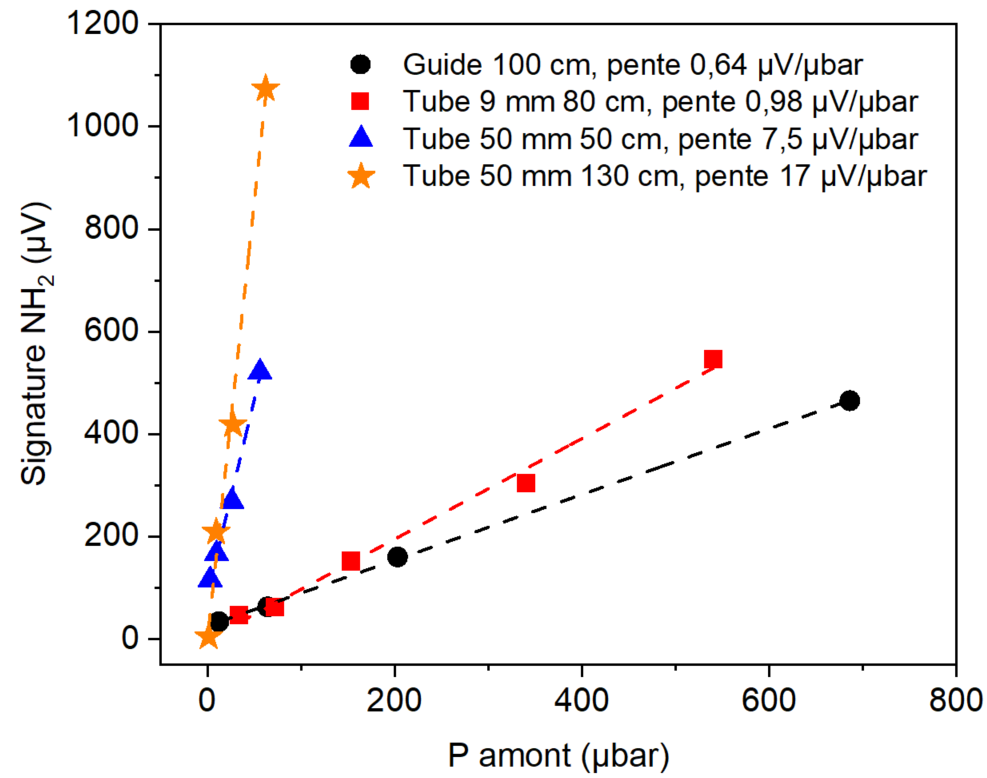 1200
1000
800
600
400
200
0
Signature NH₂ (µV)
Guide 100 cm, pente 0,64 µV/µbar
Tube 9 mm 80 cm, pente 0,98 µV/µbar
Tube 50 mm 50 cm, pente 7,5 µV/µbar
Tube 50 mm 130 cm, pente 17 µV/µbar
0 200 400 600 800
P amont (µbar)